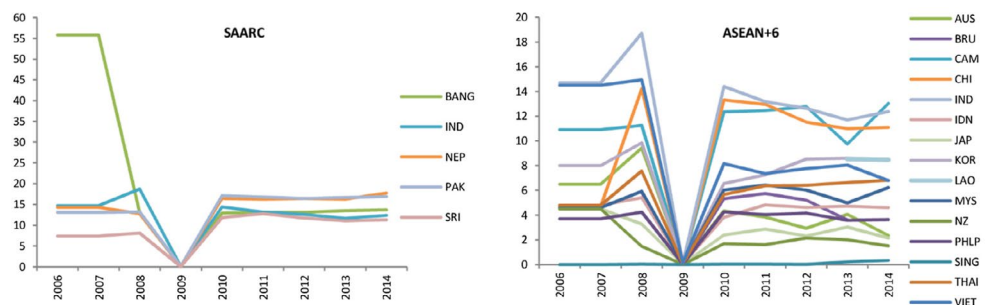 SAARC
60
55
50
45
40
35
30
25
20
15
10
5
0
2006
2007
2008
2009
2010
2011
2012
2013
2014
BANG
IND
NEP
PAK
SRI
ASEAN+6
20
18
16
14
12
10
8
6
4
2
0
2006
2007
2008
2009
2010
2011
2012
2013
2014
AUS
BRU
CAM
CHI
IND
IDN
JAP
KOR
LAO
MYS
NZ
PHLP
SING
THAI
VIET